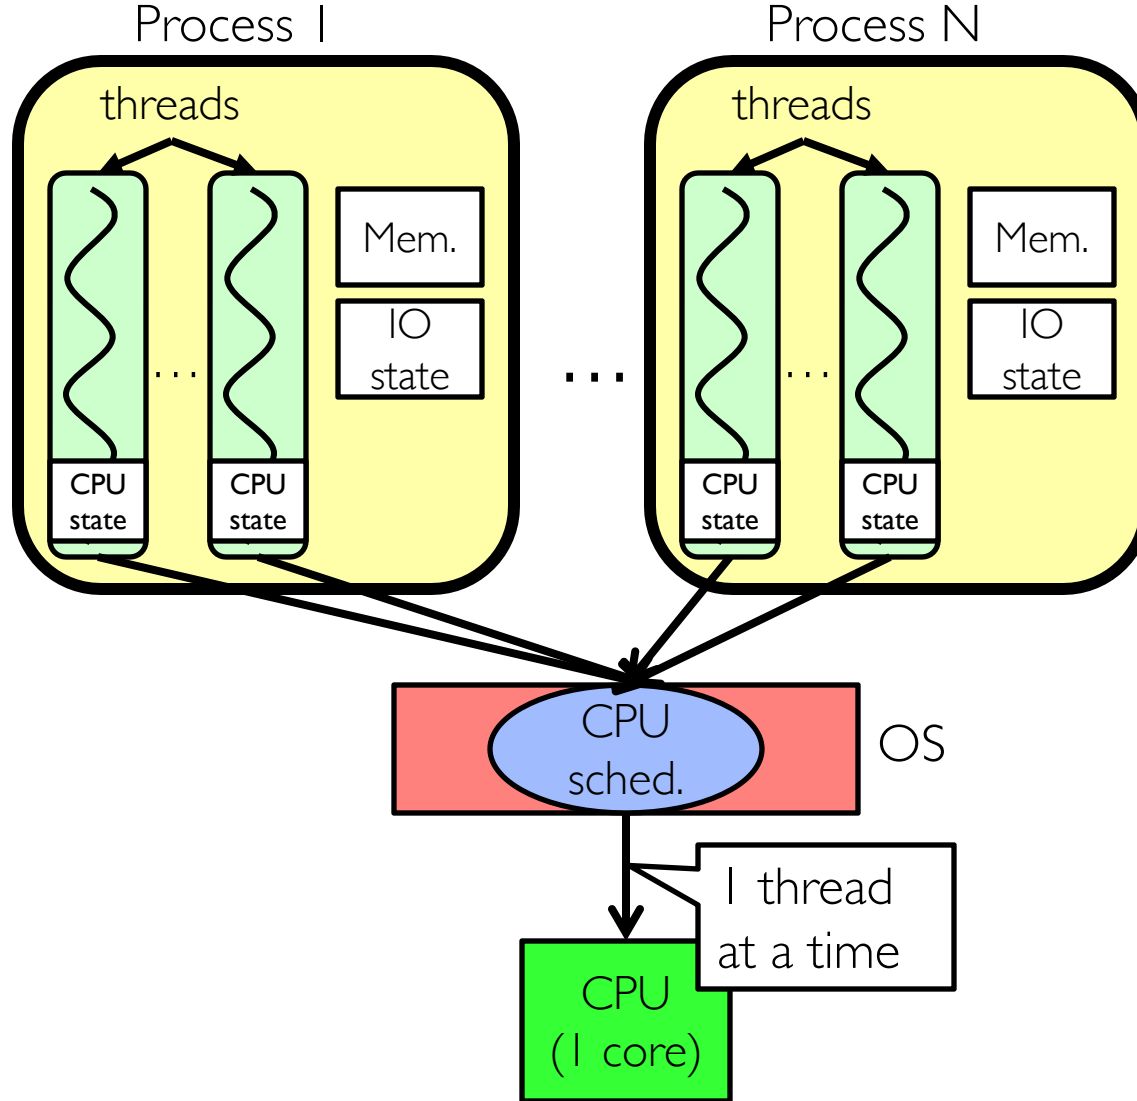 Process 1
Process N
threads
threads
Mem.
IO
state
...
CPU
state
CPU
state
...
Mem.
IO
state
...
CPU
state
CPU
state
CPU
sched.
OS
1 thread
at a time
CPU
(1 core)